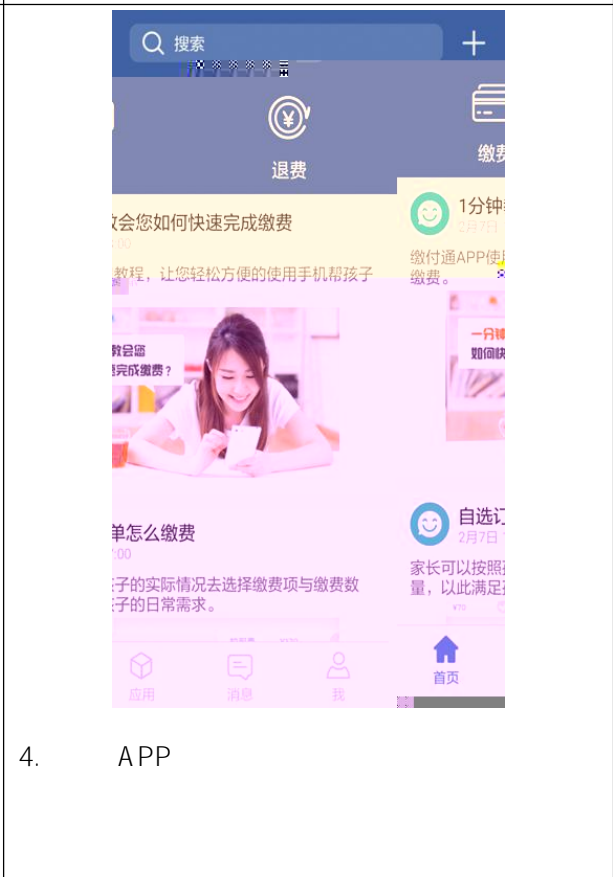 搜索
退费
缴费
教会您如何快速完成缴费
:00
教程，让您轻松方便的使用手机帮孩子
1分钟
2月7日
缴付通APP使
缴费。
教会您
完成缴费？
一分钟
如何快
单怎么缴费
:00
子的实际情况去选择缴费项与缴费数
子的日常需求。
自选订
2月7日
家长可以按照
量，以此满足
¥70
应用
消息
我
首页
4. APP